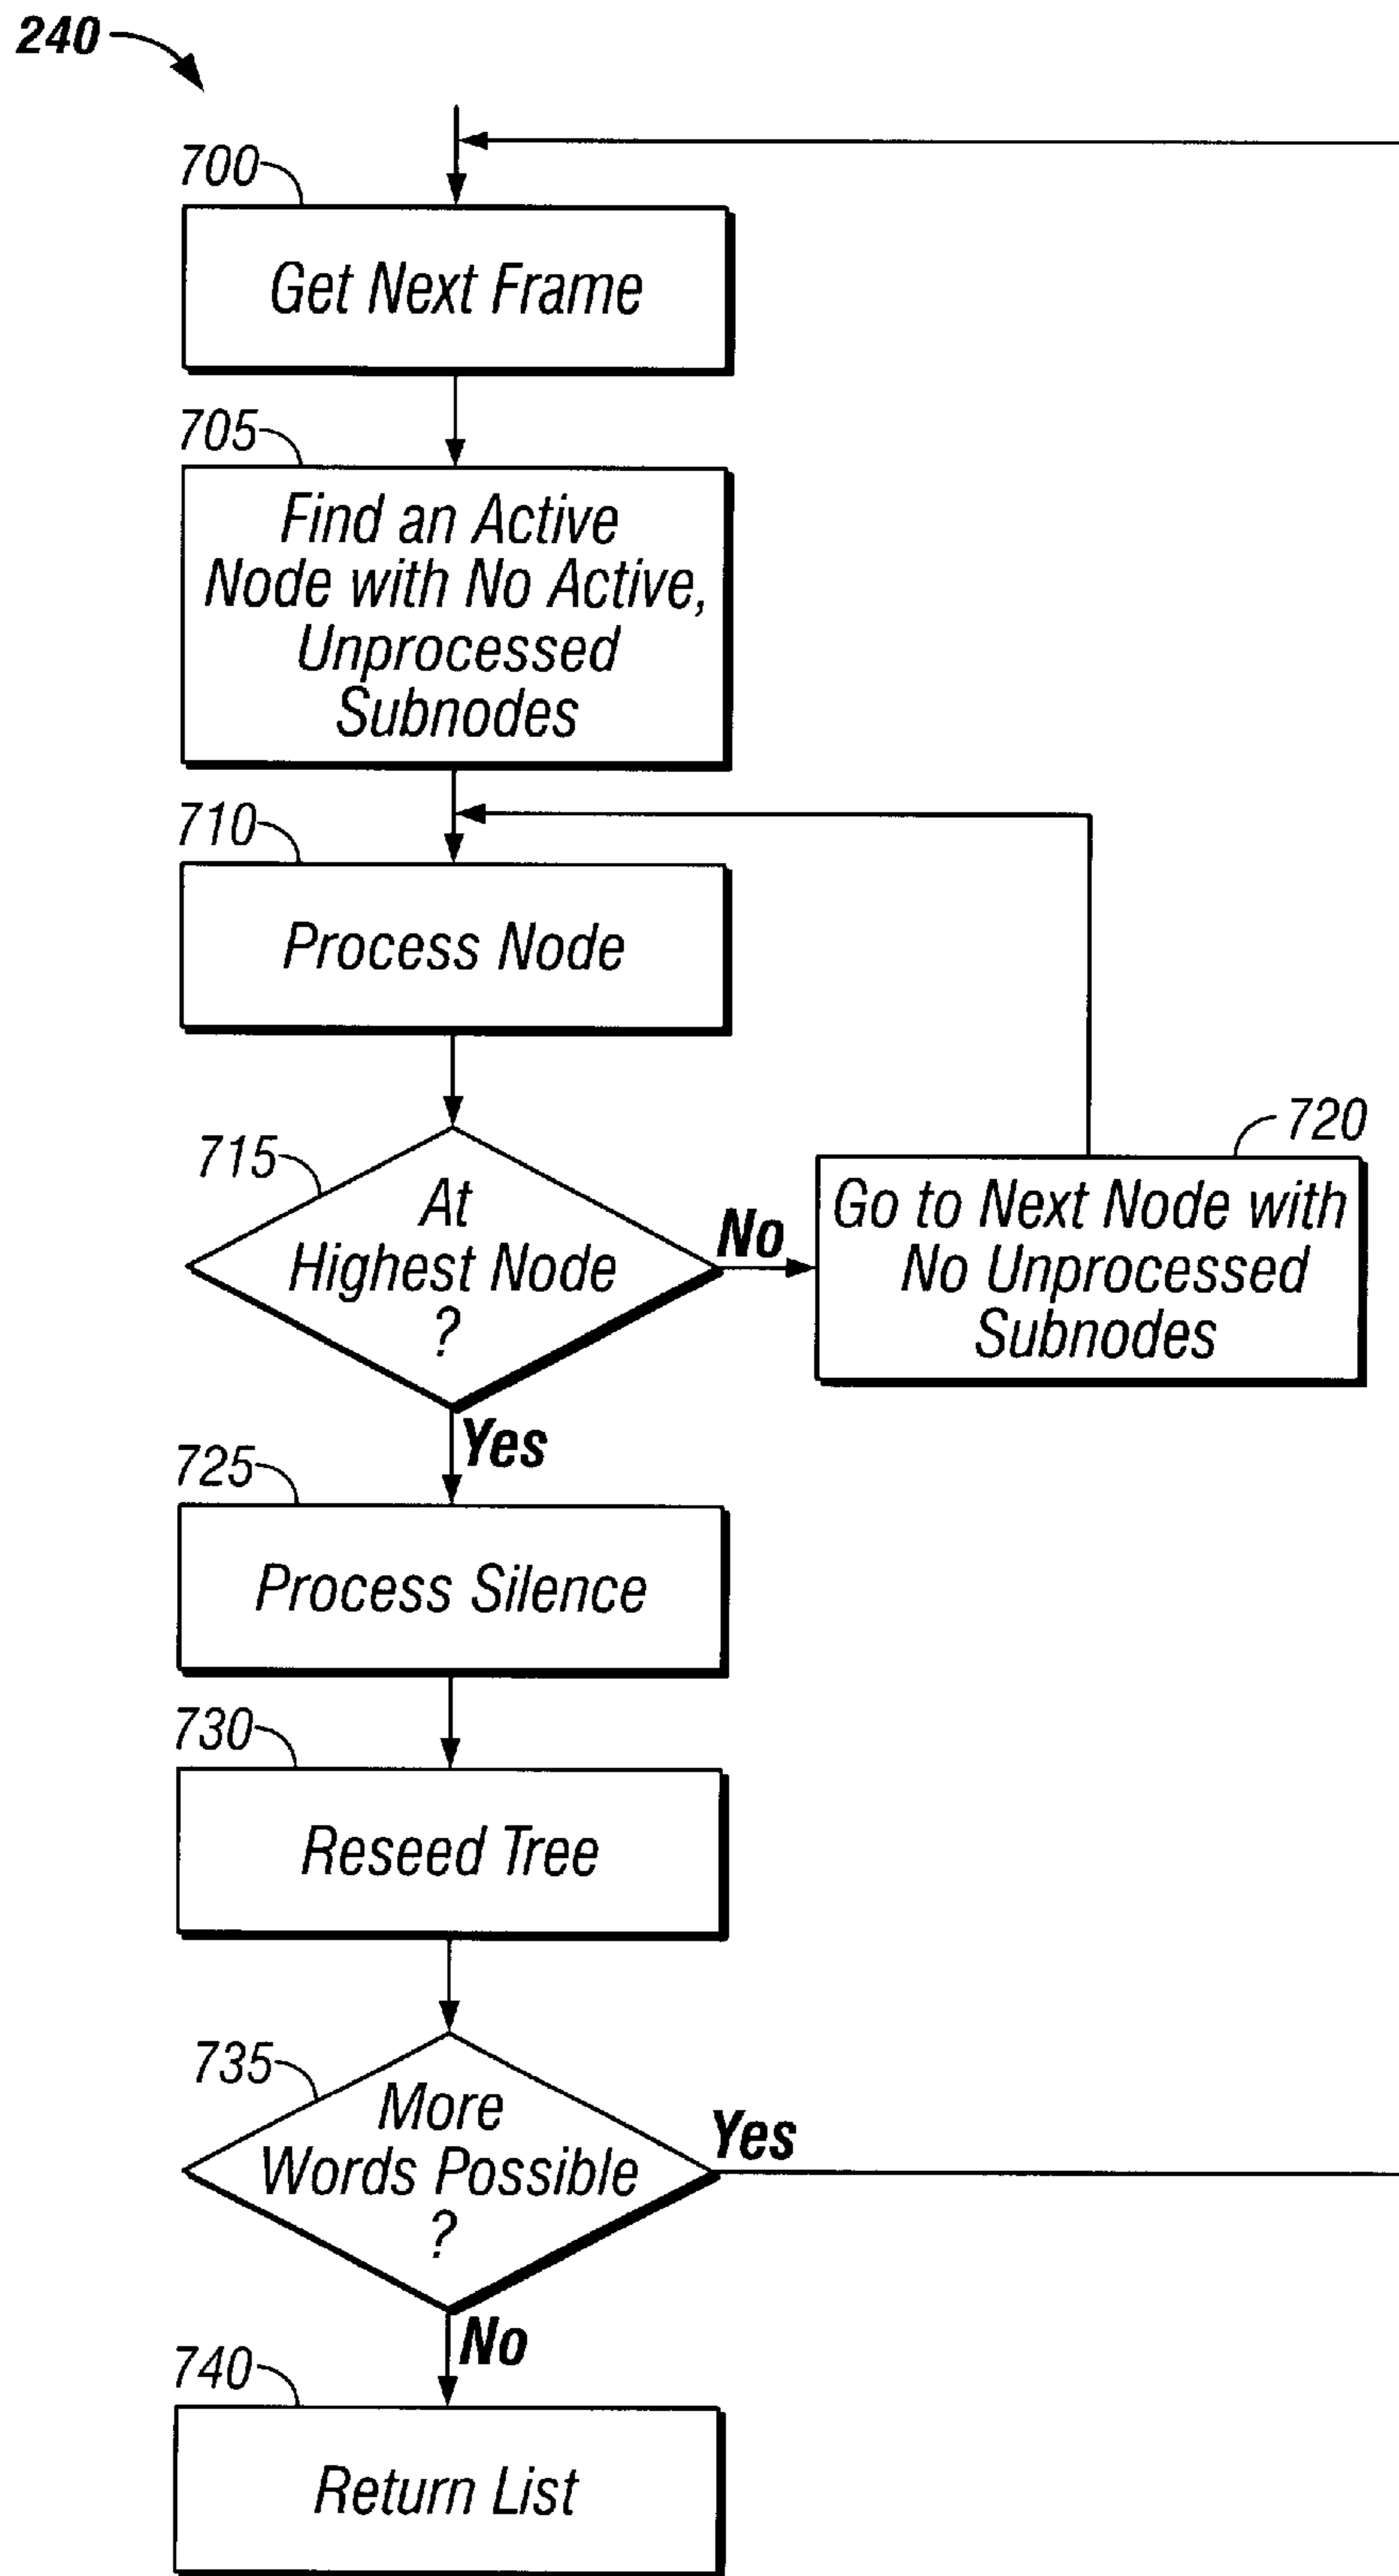 240
700
Get Next Frame
705
Find an Active
Node with No Active,
Unprocessed
Subnodes
710
Process Node
715
At
Highest Node
?
No
720
Go to Next Node with
No Unprocessed
Subnodes
Yes
725
Process Silence
730
Reseed Tree
735
More
Words Possible
?
Yes
No
740
Return List